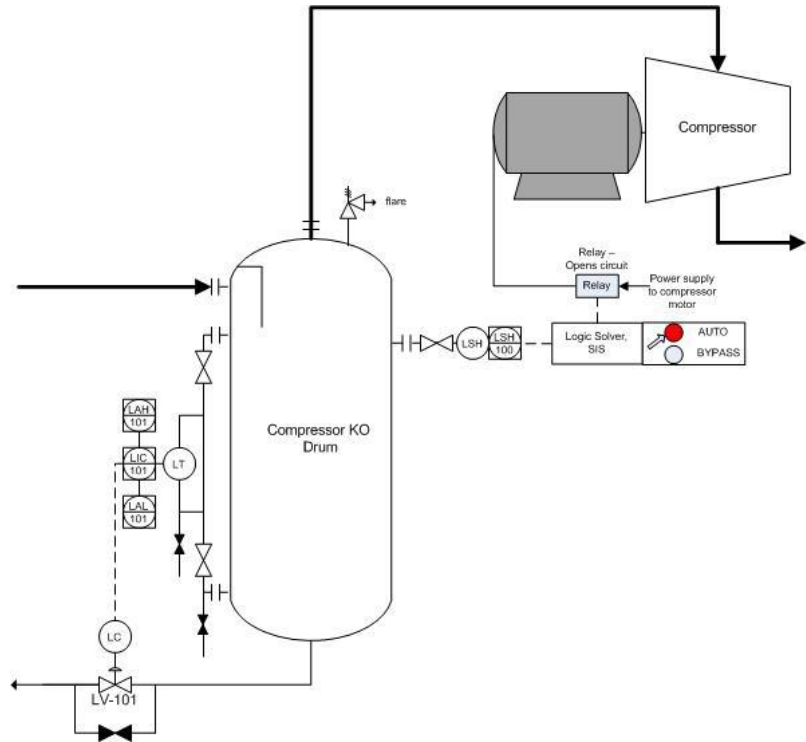 Compressor
flare
Relay –
Opens circuit
Relay
Power supply
to compressor
motor
LSH
LSH
100
Logic Solver,
SIS
AUTO
BYPASS
Compressor KO
Drum
LAH
101
LIC
101
LT
LAL
101
LC
LV-101